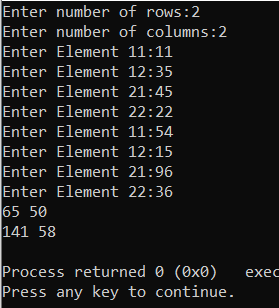 Enter number of rows:2
Enter number of columns:2
Enter Element 11:11
Enter Element 12:35
Enter Element 21:45
Enter Element 22:22
Enter Element 11:54
Enter Element 12:15
Enter Element 21:96
Enter Element 22:36
65 50
141 58
Process returned 0 (0x0)   exec
Press any key to continue.